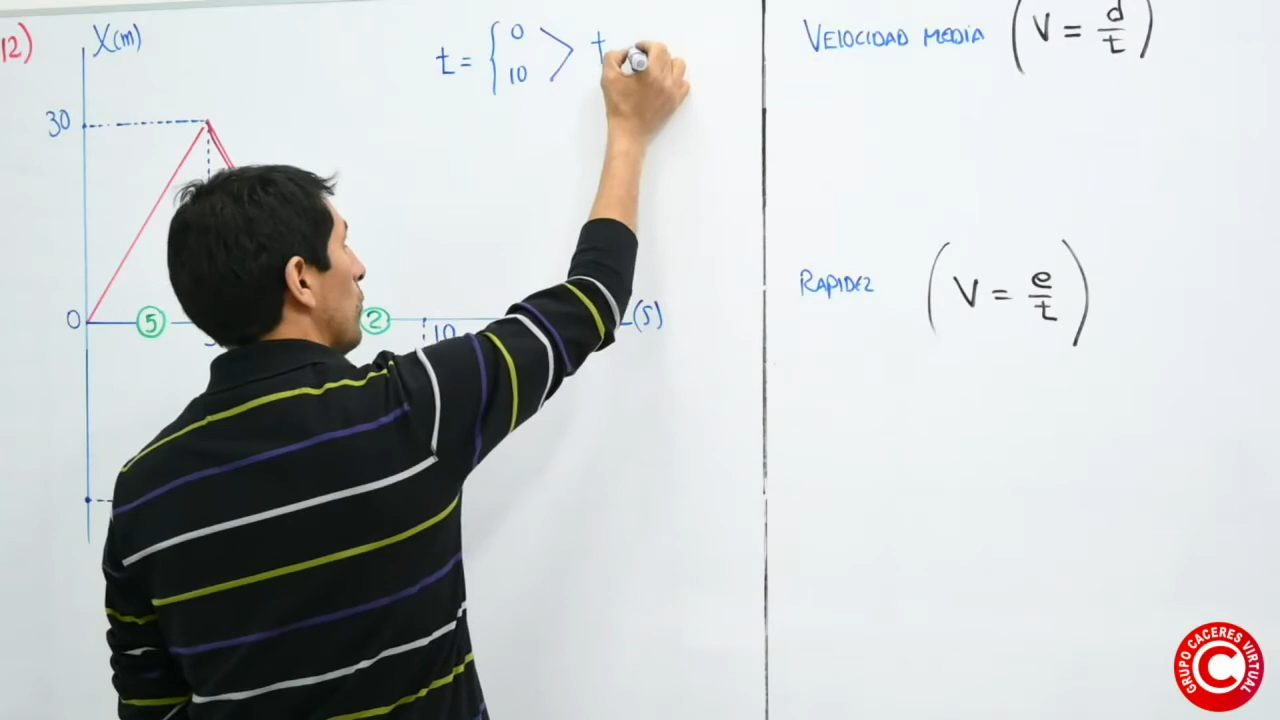 12)
X(m)
t = { 0
10
t
30
0
5
2
10
(s)
VELOCIDAD MEDIA (V = d/t)
RAPIDEZ (V = e/t)
GRUPO CACERES VIRTUAL
C